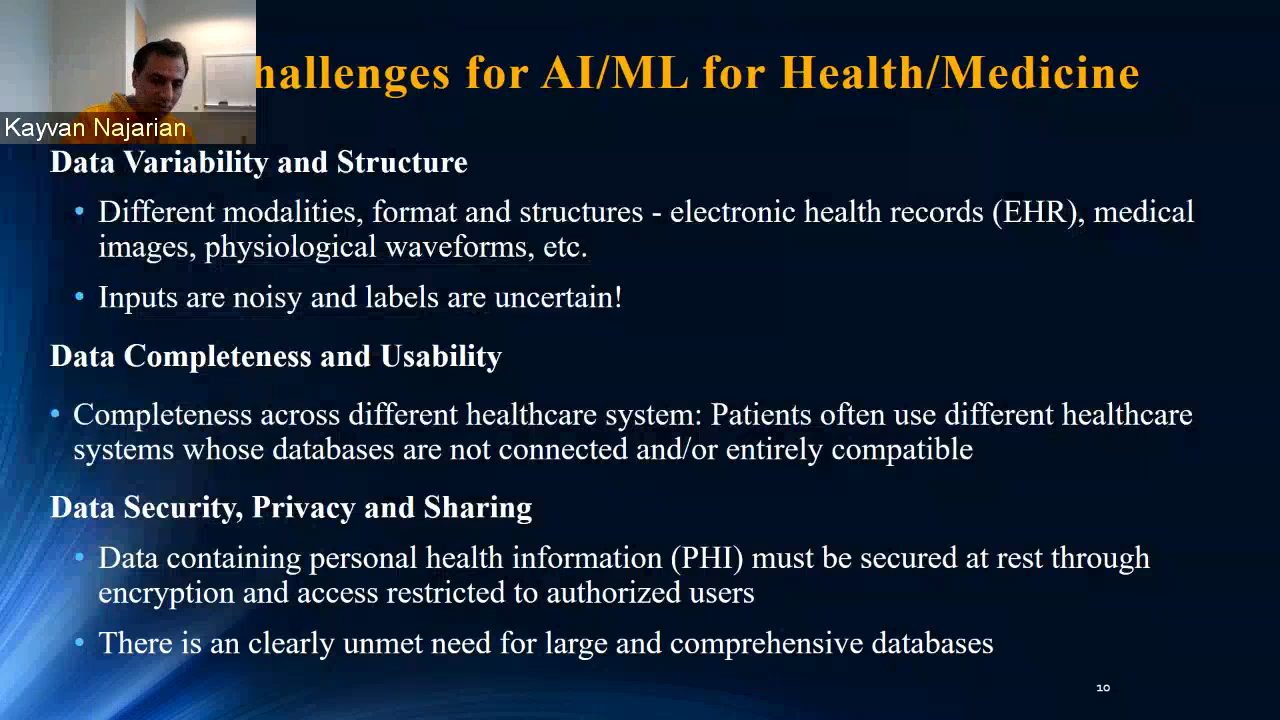 hallenges for AI/ML for Health/Medicine
Kayvan Najarian
Data Variability and Structure
• Different modalities, format and structures - electronic health records (EHR), medical
images, physiological waveforms, etc.
• Inputs are noisy and labels are uncertain!
Data Completeness and Usability
• Completeness across different healthcare system: Patients often use different healthcare
systems whose databases are not connected and/or entirely compatible
Data Security, Privacy and Sharing
• Data containing personal health information (PHI) must be secured at rest through
encryption and access restricted to authorized users
• There is an clearly unmet need for large and comprehensive databases
10